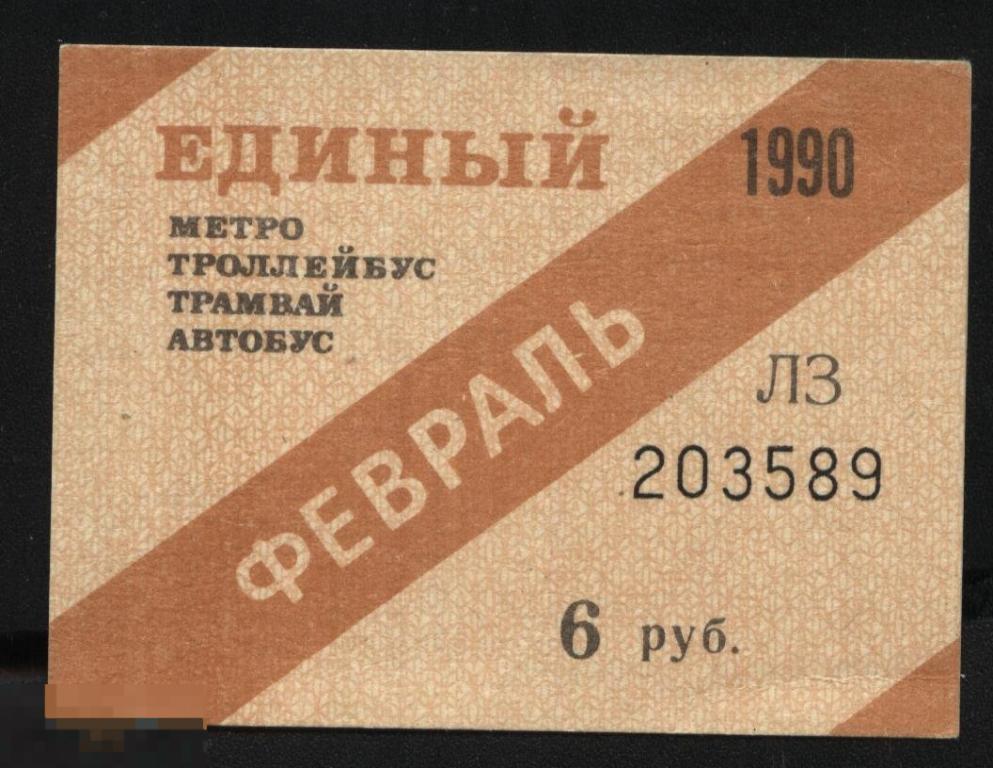 ЕДИНЫЙ
1990
МЕТРО
ТРОЛЛЕЙБУС
ТРАМВАЙ
АВТОБУС
ФЕВРАЛЬ
ЛЗ
203589
6 руб.